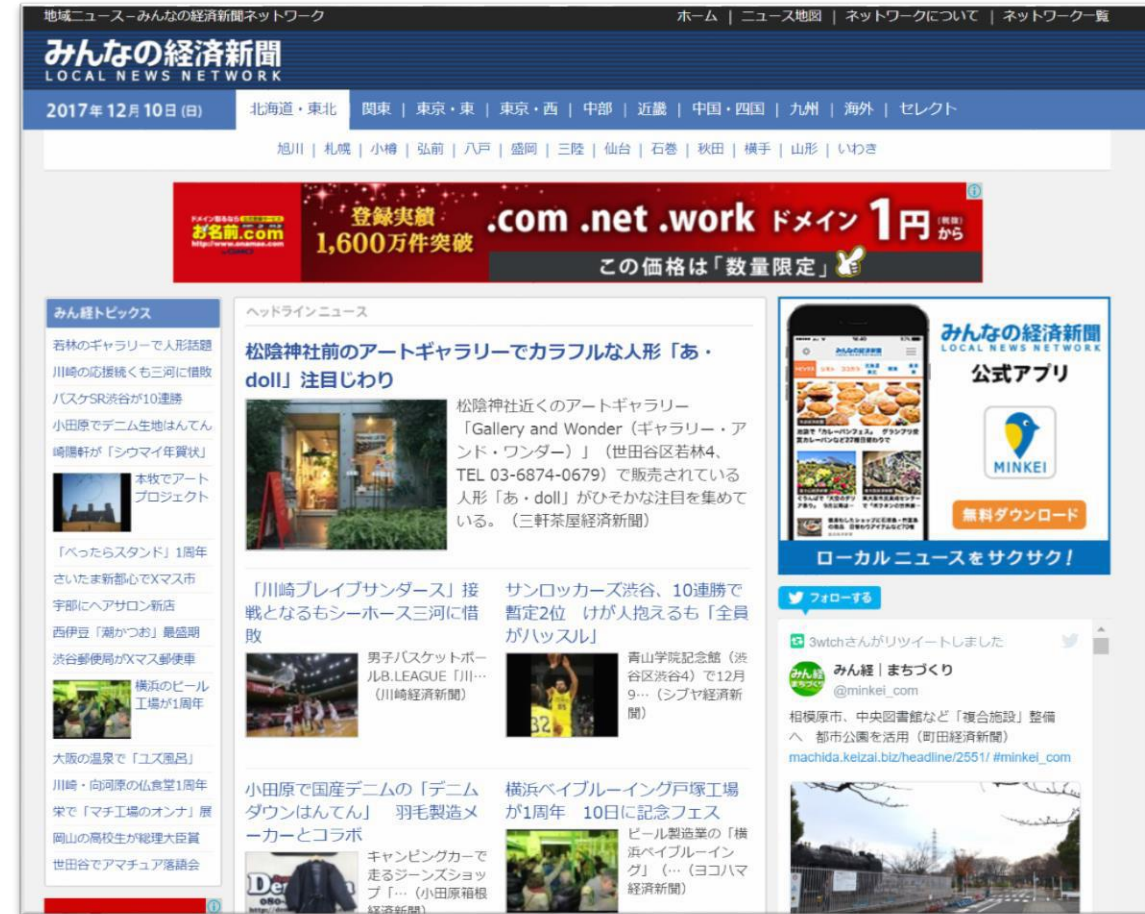 地域ニュース－みんなの経済新聞ネットワーク
ホーム | ニュース地図 | ネットワークについて | ネットワーク一覧
みんなの経済新聞
LOCAL NEWS NETWORK
2017年12月10日(日)
北海道・東北 関東 | 東京・東 | 東京・西 | 中部 | 近畿 | 中国・四国 | 九州 | 海外 | セレクト
旭川 | 札幌 | 小樽 | 弘前 | 八戸 | 盛岡 | 三陸 | 仙台 | 石巻 | 秋田 | 横手 | 山形 | いわき
お名前.com
登録実績
1,600万件突破
.com .net .work ドメイン 1円(税抜)から
この価格は「数量限定」
みん経トピックス
若林のギャラリーで人形話題
川崎の応援続くも三河に惜敗
バスケSR渋谷が10連勝
小田原でデニム生地はんてん
崎陽軒が「シウマイ年賀状」
本牧でアート
プロジェクト
「べったらスタンド」1周年
さいたま新都心でXマス市
宇部にヘアサロン新店
西伊豆「潮かつお」最盛期
渋谷郵便局がXマス郵便車
横浜のビール
工場が1周年
大阪の温泉で「ユズ風呂」
川崎・向河原の仏食堂1周年
栄で「マチ工場のオンナ」展
岡山の高校生が総理大臣賞
世田谷でアマチュア落語会
ヘッドラインニュース
松陰神社前のアートギャラリーでカラフルな人形「あ・
doll」注目じわり
松陰神社近くのアートギャラリー
「Gallery and Wonder（ギャラリー・ア
ンド・ワンダー）」（世田谷区若林4、
TEL 03-6874-0679）で販売されている
人形「あ・doll」がひそかな注目を集めて
いる。（三軒茶屋経済新聞）
「川崎ブレイブサンダース」接
戦となるもシーホース三河に惜
敗
男子バスケットボー
ルB.LEAGUE「川…
（川崎経済新聞）
サンロッカーズ渋谷、10連勝で
暫定2位 けが人抱えるも「全員
がハッスル」
青山学院記念館（渋
谷区渋谷4）で12月
9…（シブヤ経済新
聞）
小田原で国産デニムの「デニム
ダウンはんてん」 羽毛製造メ
ーカーとコラボ
キャンピングカーで
走るジーンズショッ
プ「…（小田原箱根
経済新聞）
横浜ベイブルーイング戸塚工場
が1周年 10日に記念フェス
ビール製造業の「横
浜ベイブルーイン
グ」（…（ヨコハマ
経済新聞）
みんなの経済新聞
LOCAL NEWS NETWORK
公式アプリ
MINKEI
無料ダウンロード
ローカルニュースをサクサク!
フォローする
3wtchさんがリツイートしました
みん経｜まちづくり
@minkei_com
相模原市、中央図書館など「複合施設」整備
へ 都市公園を活用（町田経済新聞）
machida.keizai.biz/headline/2551/ #minkei_com